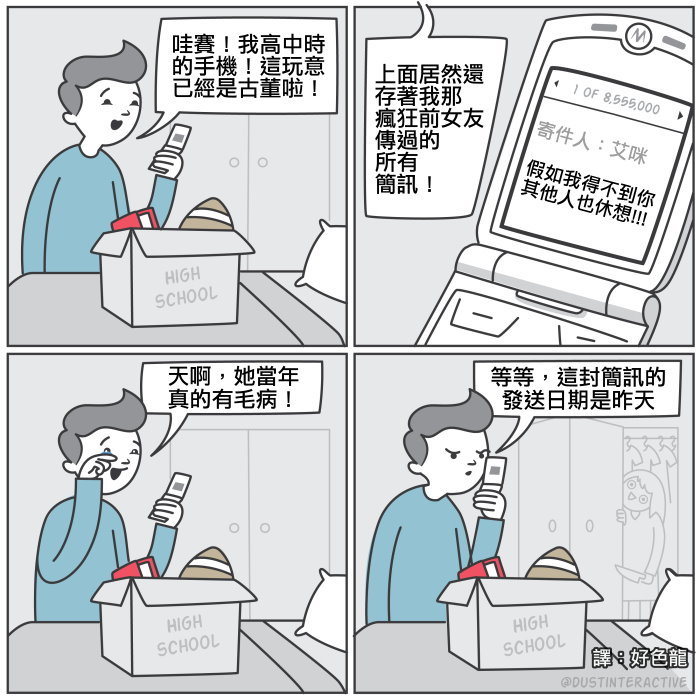 哇賽！我高中時
的手機！這玩意
已經是古董啦！
HIGH
SCHOOL
上面居然還
存著我那
瘋狂前女友
傳過的
所有
簡訊！
M
1 OF 8,555,000
寄件人：艾咪
假如我得不到你
其他人也休想!!!
天啊，她當年
真的有毛病！
HIGH
SCHOOL
等等，這封簡訊的
發送日期是昨天
HIGH
SCHOOL
譯：好色龍
@DUSTINTERACTIVE